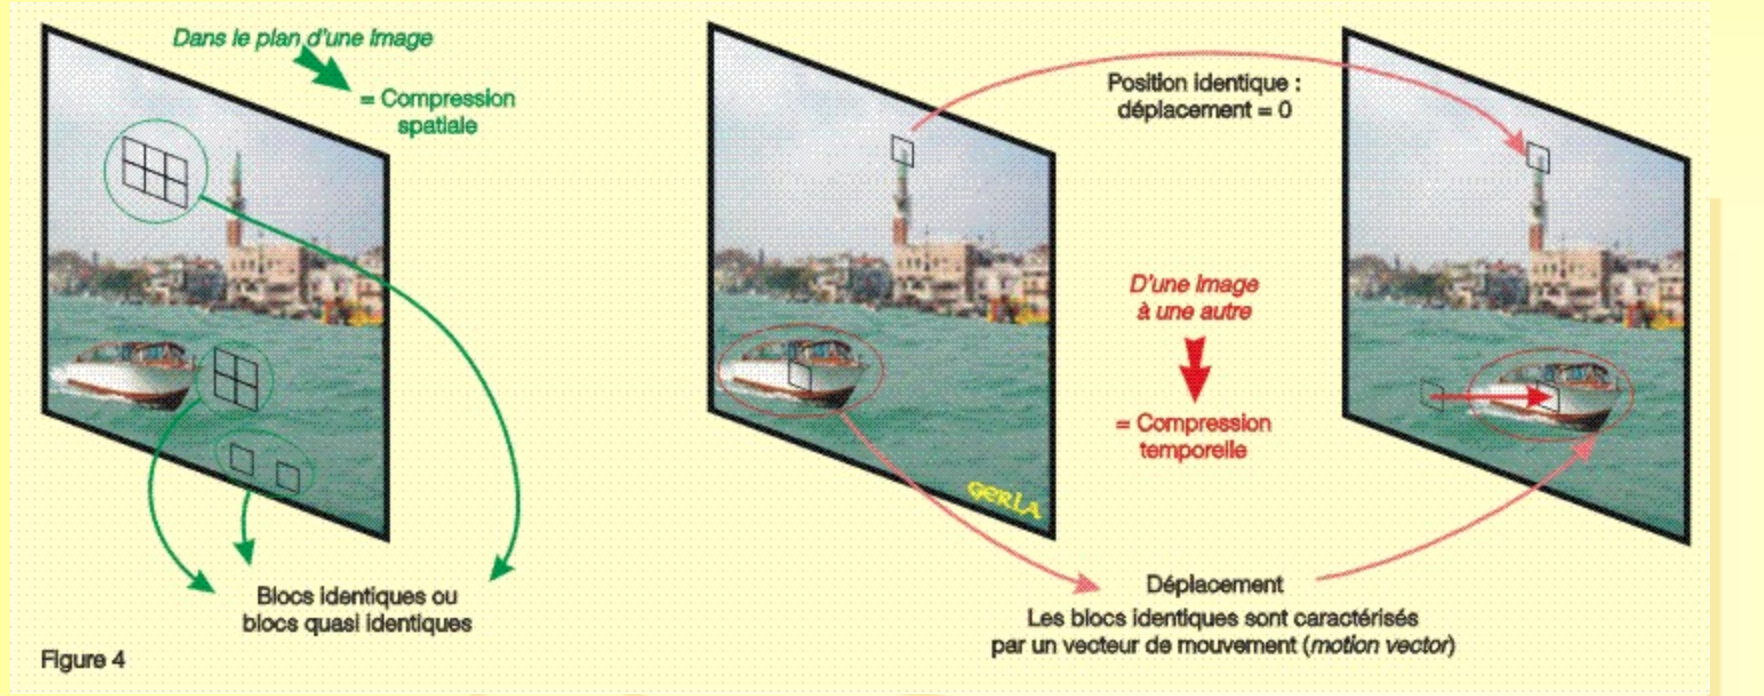 Dans le plan d'une image
= Compression
spatiale
Blocs identiques ou
blocs quasi identiques
Figure 4
Position identique :
déplacement = 0
D'une image
à une autre
= Compression
temporelle
GERLA
Déplacement
Les blocs identiques sont caractérisés
par un vecteur de mouvement (motion vector)